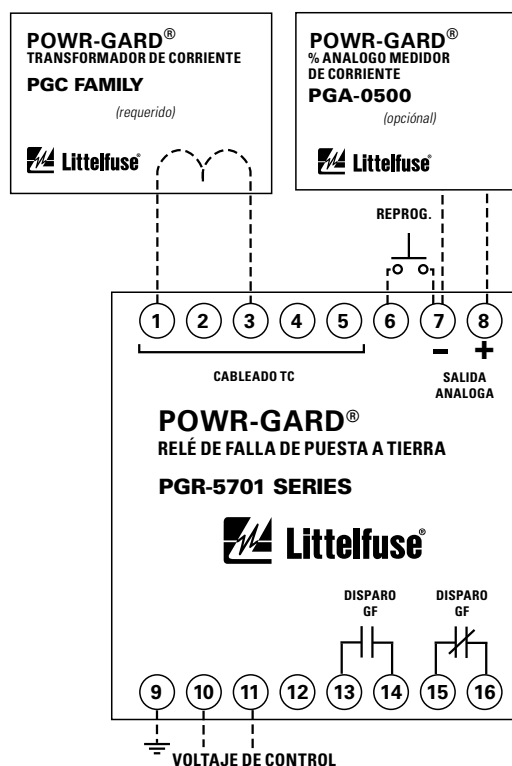 POWR-GARD®
TRANSFORMADOR DE CORRIENTE
PGC FAMILY
(requerido)
Littelfuse®
POWR-GARD®
% ANALOGO MEDIDOR
DE CORRIENTE
PGA-0500
(opciónal)
Littelfuse®
REPROG.
1 2 3 4 5 6 7 8
- +
CABLEADO TC
SALIDA
ANALOGA
POWR-GARD®
RELÉ DE FALLA DE PUESTA A TIERRA
PGR-5701 SERIES
Littelfuse®
DISPARO
GF
DISPARO
GF
9 10 11 12 13 14 15 16
VOLTAJE DE CONTROL